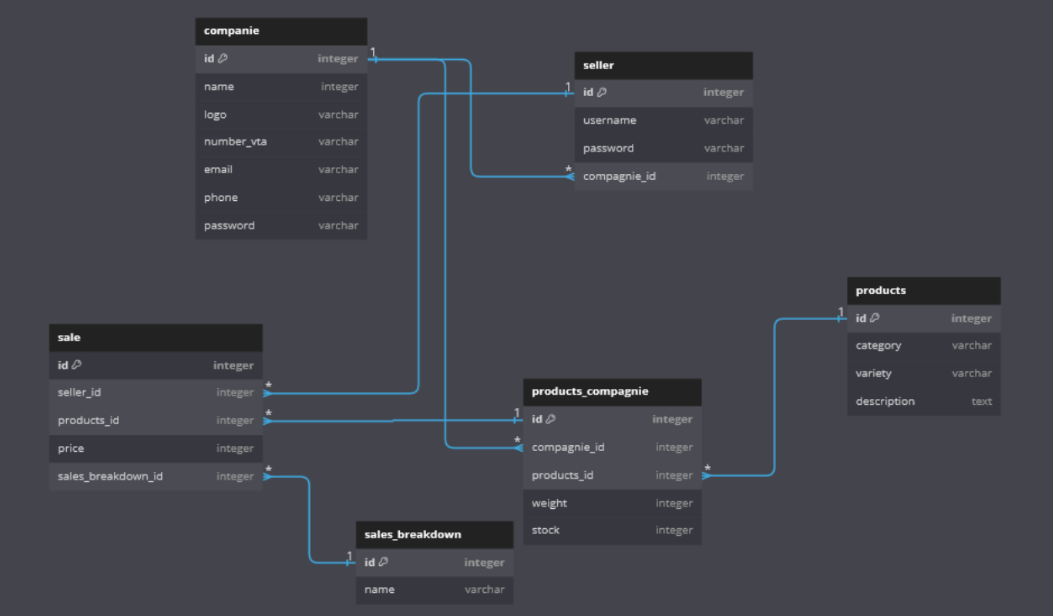 companie
id integer
name integer
logo varchar
number_vta varchar
email varchar
phone varchar
password varchar
1
seller
id integer
username varchar
password varchar
compagnie_id integer
1
*
products
id integer
category varchar
variety varchar
description text
1
sale
id integer
seller_id integer
products_id integer
price integer
sales_breakdown_id integer
*
*
*
products_compagnie
id integer
compagnie_id integer
products_id integer
weight integer
stock integer
1
*
*
sales_breakdown
id integer
name varchar
1